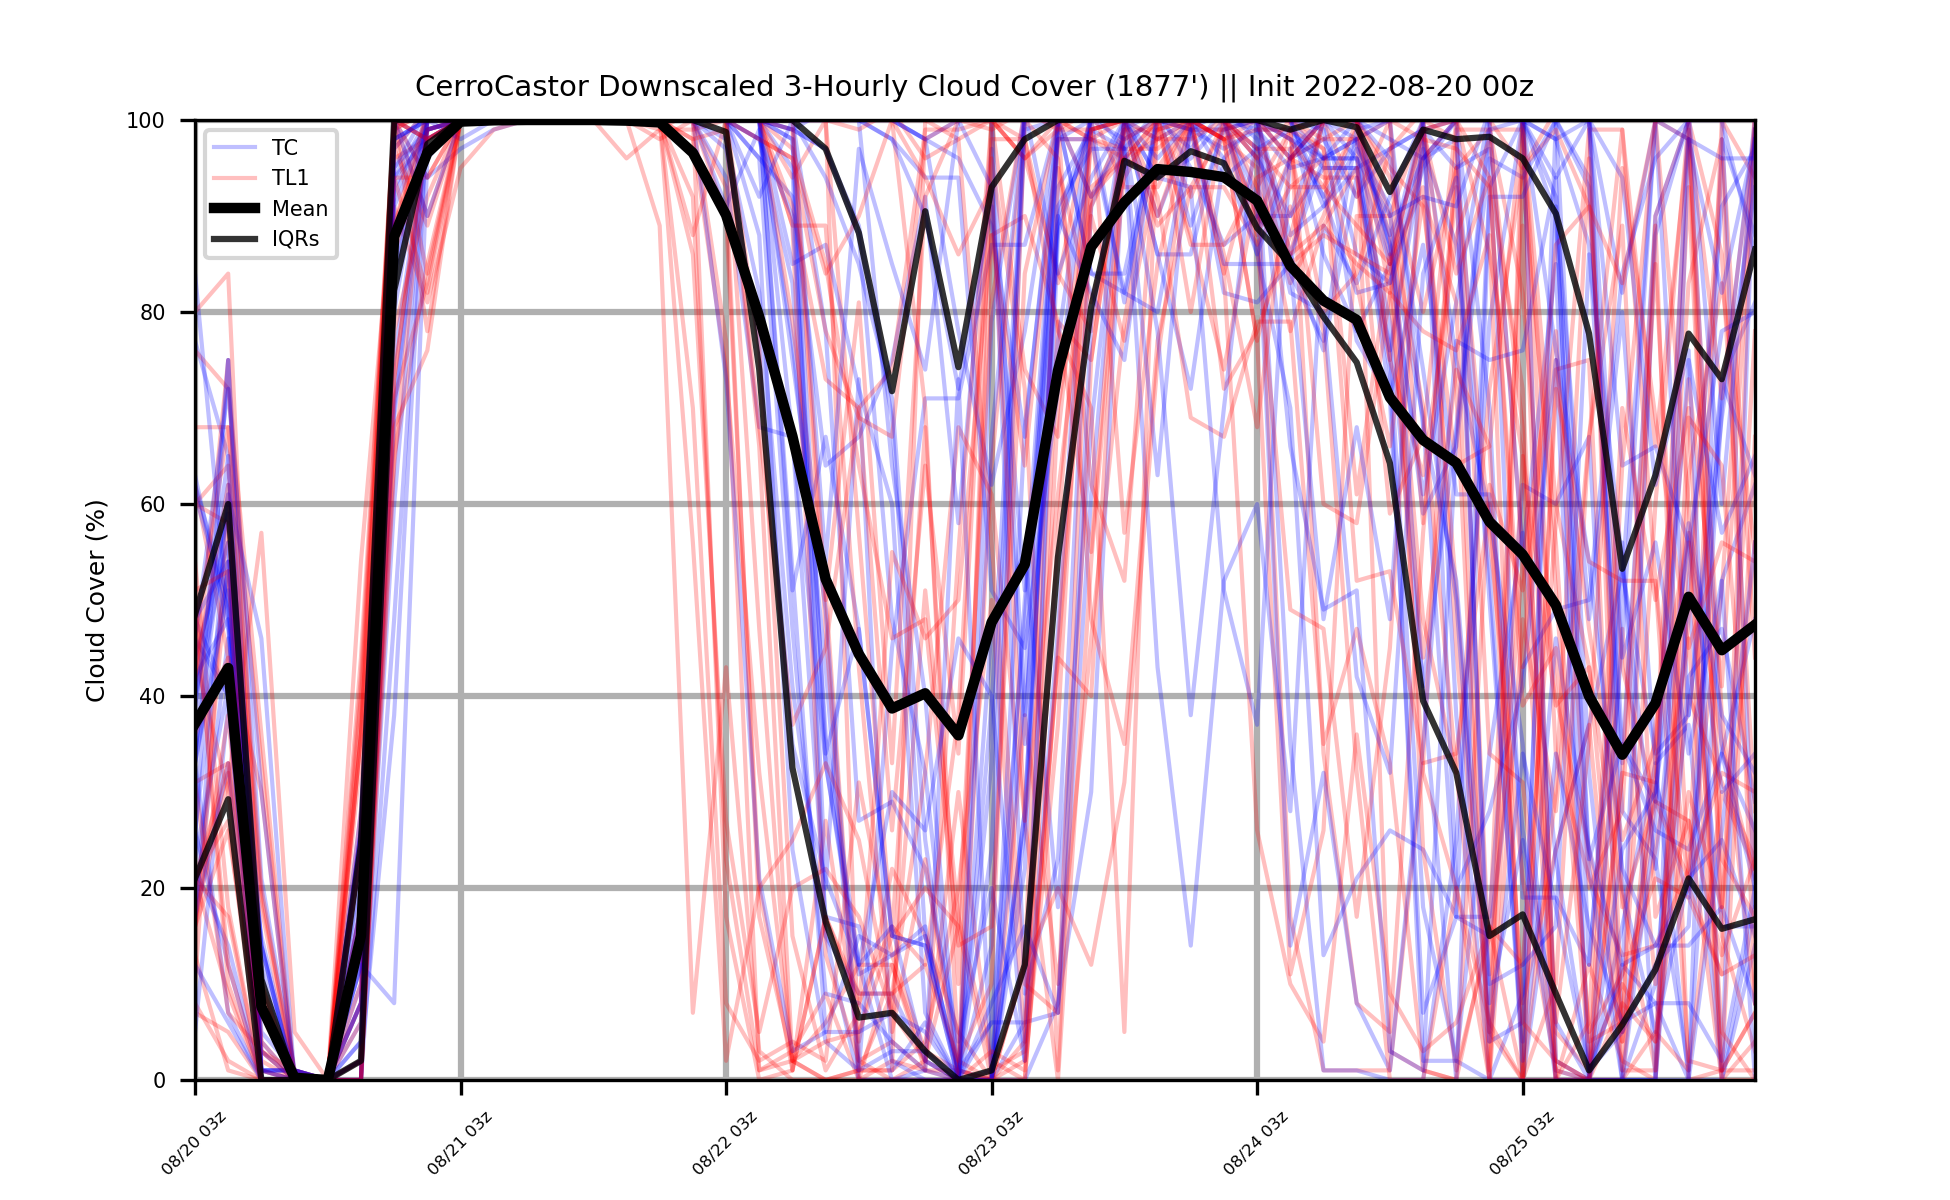 CerroCastor Downscaled 3-Hourly Cloud Cover (1877') || Init 2022-08-20 00z
Cloud Cover (%)
100
80
60
40
20
0
TC
TL1
Mean
IQRs
08/20 03z
08/21 03z
08/22 03z
08/23 03z
08/24 03z
08/25 03z